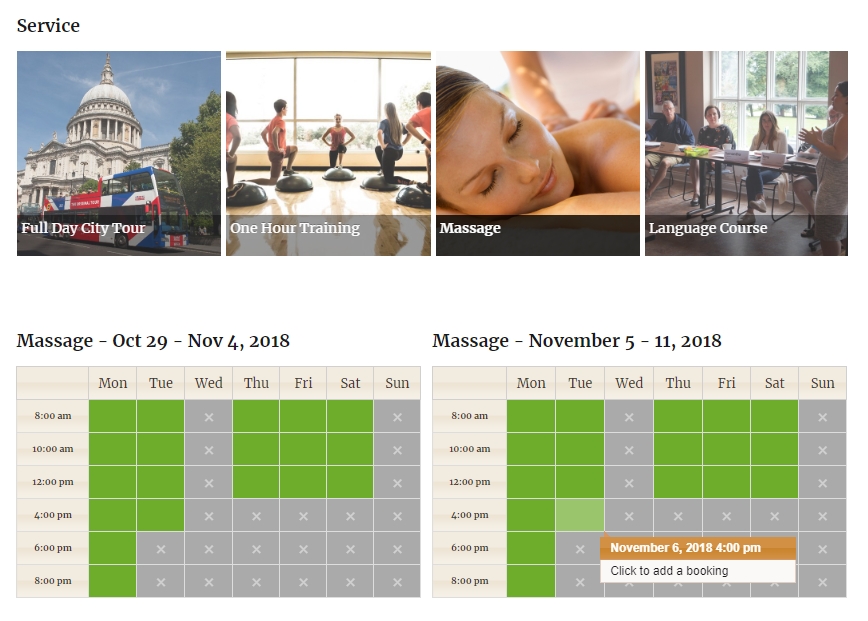 Service
Full Day City Tour
One Hour Training
Massage
Language Course
Massage - Oct 29 - Nov 4, 2018
Mon Tue Wed Thu Fri Sat Sun
8:00 am
10:00 am
12:00 pm
4:00 pm
6:00 pm
8:00 pm
Massage - November 5 - 11, 2018
Mon Tue Wed Thu Fri Sat Sun
8:00 am
10:00 am
12:00 pm
4:00 pm
6:00 pm
8:00 pm
November 6, 2018 4:00 pm
Click to add a booking